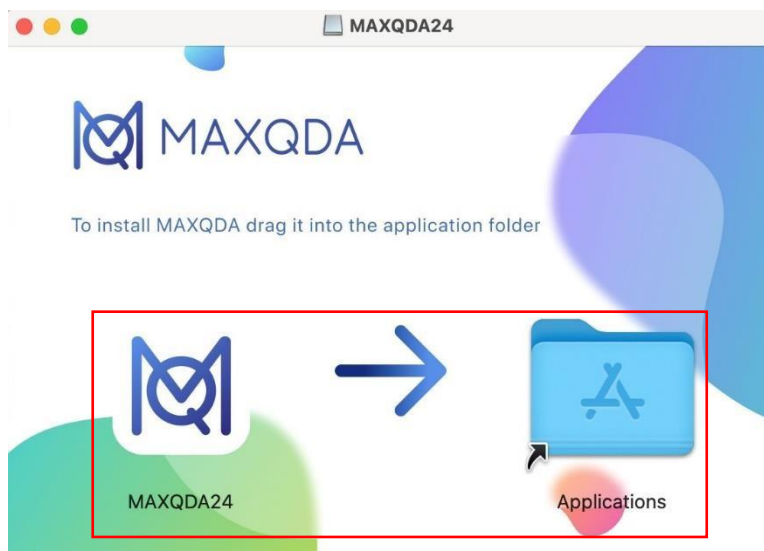 MAXQDA24
MAXQDA
To install MAXQDA drag it into the application folder
MAXQDA24
Applications